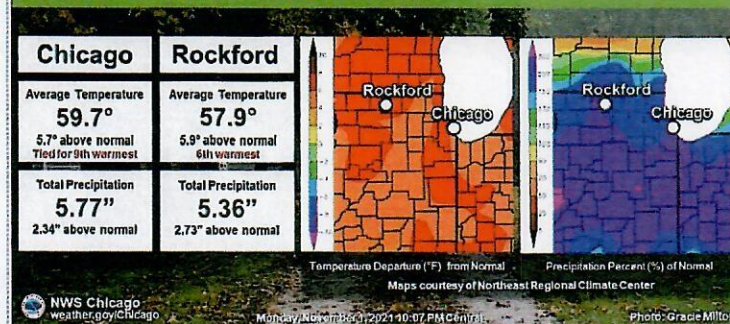 Chicago
Average Temperature
59.7°
5.7° above normal
Tied for 9th warmest
Total Precipitation
5.77”
2.34” above normal
Rockford
Average Temperature
57.9°
5.9° above normal
6th warmest
Total Precipitation
5.36”
2.73” above normal
Rockford
Chicago
Temperature Departure (°F) from Normal
Rockford
Chicago
Precipitation Percent (%) of Normal
Maps courtesy of Northeast Regional Climate Center
NWS Chicago
weather.gov/Chicago
Monday, November 1, 2021 10:07 PM Central
Photo: Gracie Milto